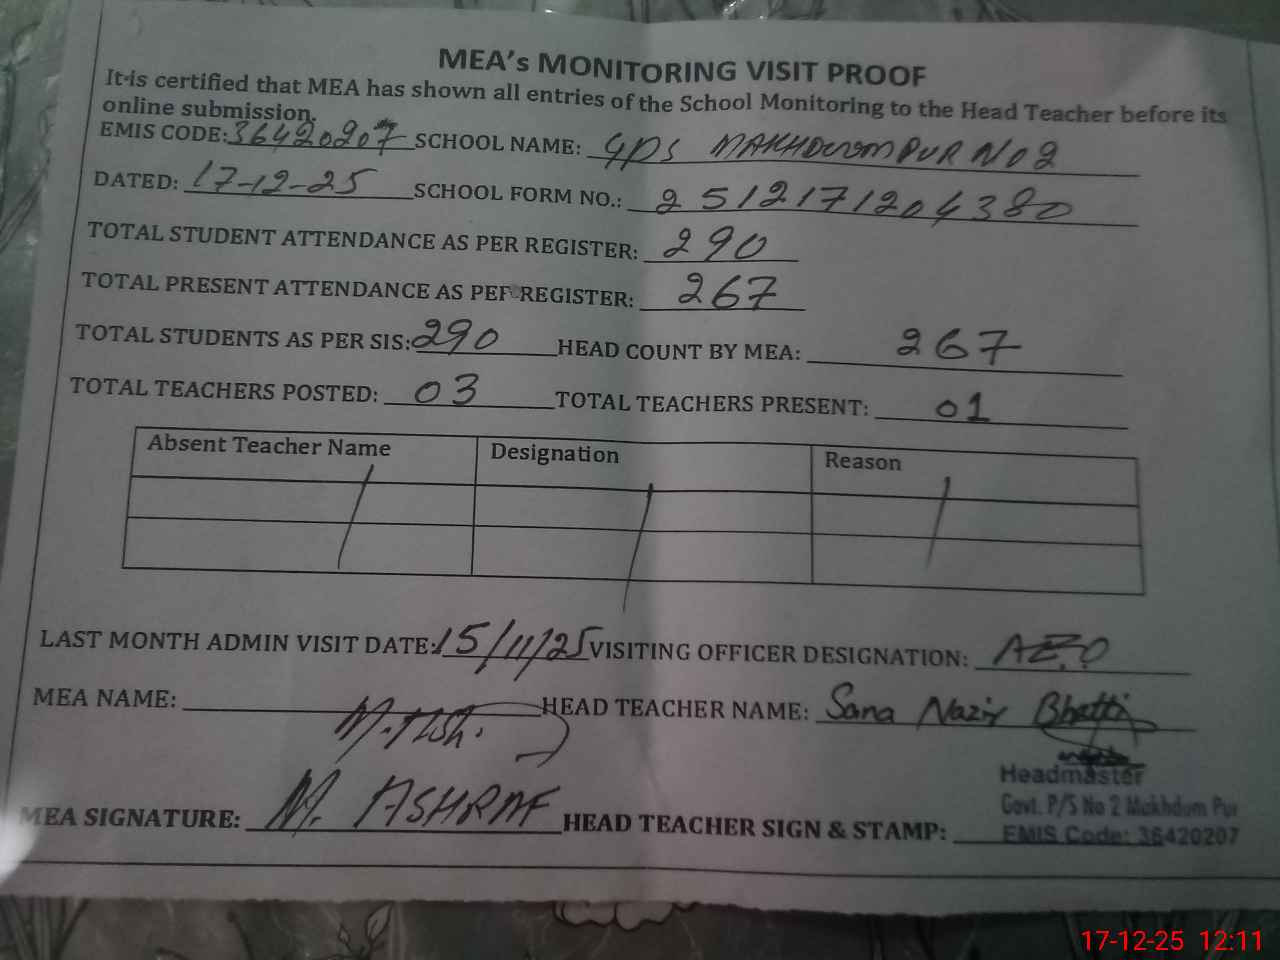 MEA's MONITORING VISIT PROOF
It is certified that MEA has shown all entries of the School Monitoring to the Head Teacher before its
online submission.
EMIS CODE: 36420207 SCHOOL NAME: GPS MAKHDOOMPUR NO 2
DATED: 17-12-25 SCHOOL FORM NO.: 2512171204380
TOTAL STUDENT ATTENDANCE AS PER REGISTER: 290
TOTAL PRESENT ATTENDANCE AS PER REGISTER: 267
TOTAL STUDENTS AS PER SIS: 290 HEAD COUNT BY MEA: 267
TOTAL TEACHERS POSTED: 03 TOTAL TEACHERS PRESENT: 01
Absent Teacher Name Designation Reason
LAST MONTH ADMIN VISIT DATE: 15/11/25 VISITING OFFICER DESIGNATION: AEO
MEA NAME: HEAD TEACHER NAME: Sana Nazir Bhatti
Headmaster
Govt. P/S No 2 Makhdum Pur
MEA SIGNATURE: M. ASHRAF HEAD TEACHER SIGN & STAMP: EMIS Code: 36420207
17-12-25 12:11